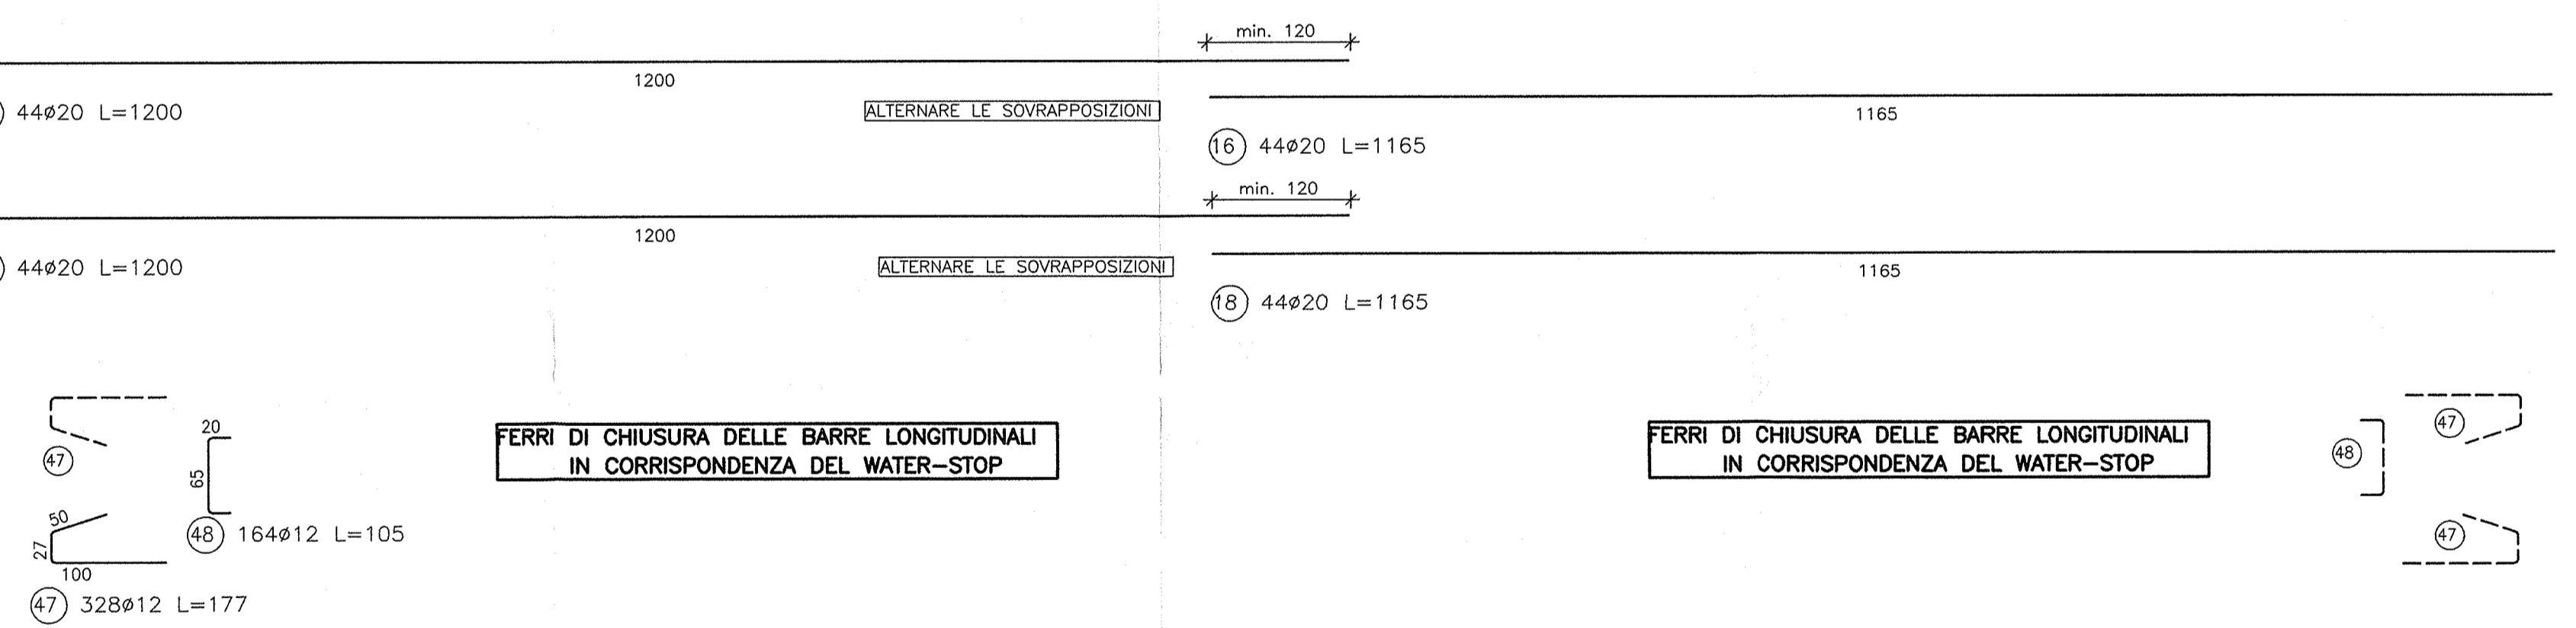 min. 120
1200
) 44ø20 L=1200
ALTERNARE LE SOVRAPPOSIZIONI
1165
16 44ø20 L=1165
min. 120
1200
) 44ø20 L=1200
ALTERNARE LE SOVRAPPOSIZIONI
1165
18 44ø20 L=1165
47
20
65
48 164ø12 L=105
50
27
100
47 328ø12 L=177
FERRI DI CHIUSURA DELLE BARRE LONGITUDINALI
IN CORRISPONDENZA DEL WATER-STOP
FERRI DI CHIUSURA DELLE BARRE LONGITUDINALI
IN CORRISPONDENZA DEL WATER-STOP
48
47
47